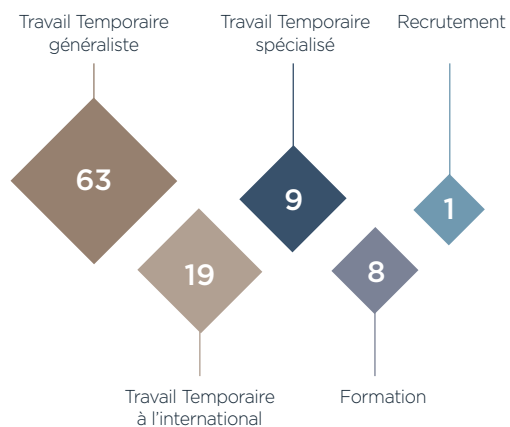 Travail Temporaire
généraliste
Travail Temporaire
spécialisé
Recrutement
63
19
9
8
1
Travail Temporaire
à l'international
Formation